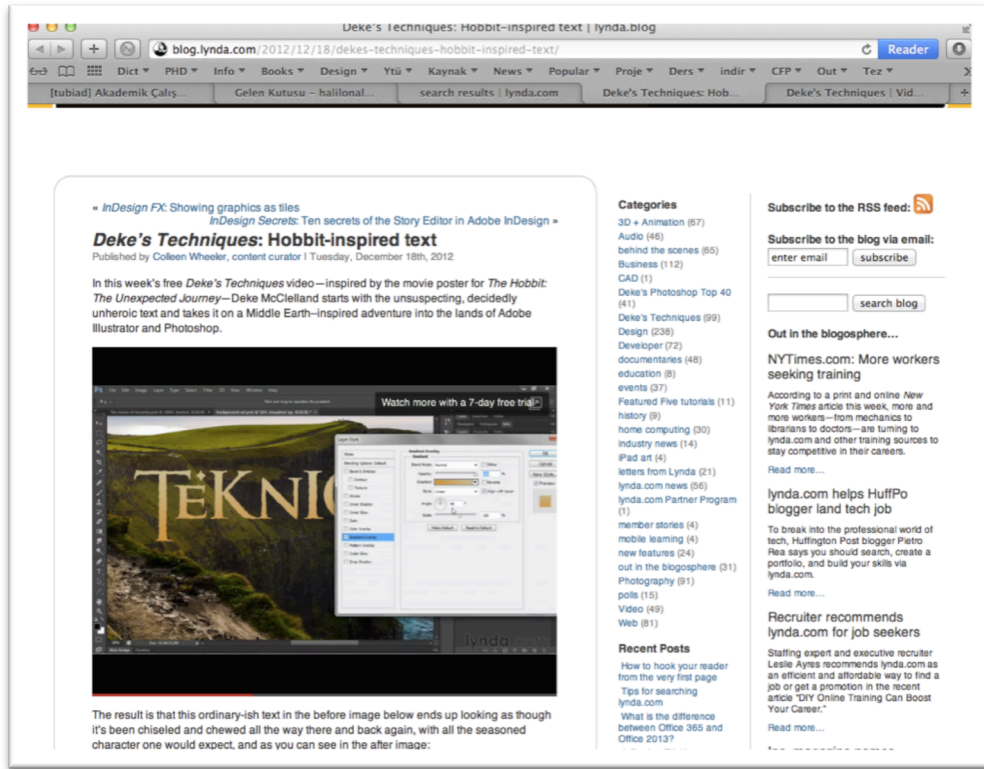 Deke's Techniques: Hobbit-inspired text | lynda.blog
blog.lynda.com/2012/12/18/dekes-techniques-hobbit-inspired-text/
Reader
Dict
PHD
Info
Books
Design
Ytü
Kaynak
News
Popular
Proje
Ders
indir
CFP
Out
Tez
[tubiad] Akademik Çalış...
Gelen Kutusu – halilonal...
search results | lynda.com
Deke's Techniques: Hob...
Deke's Techniques | Vid...
« InDesign FX: Showing graphics as tiles
InDesign Secrets: Ten secrets of the Story Editor in Adobe InDesign »
Deke's Techniques: Hobbit-inspired text
Published by Colleen Wheeler, content curator | Tuesday, December 18th, 2012
In this week's free Deke's Techniques video—inspired by the movie poster for The Hobbit:
The Unexpected Journey—Deke McClelland starts with the unsuspecting, decidedly
unheroic text and takes it on a Middle Earth–inspired adventure into the lands of Adobe
Illustrator and Photoshop.
Watch more with a 7-day free trial
Layer Style
Gradient Overlay
Gradient
TEKNI
lynda.com
The result is that this ordinary-ish text in the before image below ends up looking as though
it's been chiseled and chewed all the way there and back again, with all the seasoned
character one would expect, and as you can see in the after image:
Categories
3D + Animation (67)
Audio (46)
behind the scenes (65)
Business (112)
CAD (1)
Deke's Photoshop Top 40
(41)
Deke's Techniques (99)
Design (238)
Developer (72)
documentaries (48)
education (8)
events (37)
Featured Five tutorials (11)
history (9)
home computing (30)
industry news (14)
iPad art (4)
letters from Lynda (21)
lynda.com news (56)
lynda.com Partner Program
(1)
member stories (4)
mobile learning (4)
new features (24)
out in the blogosphere (31)
Photography (91)
polls (15)
Video (49)
Web (81)
Recent Posts
How to hook your reader
from the very first page
Tips for searching
lynda.com
What is the difference
between Office 365 and
Office 2013?
Subscribe to the RSS feed:
Subscribe to the blog via email:
enter email
subscribe
search blog
Out in the blogosphere...
NYTimes.com: More workers
seeking training
According to a print and online New
York Times article this week, more and
more workers—from mechanics to
librarians to doctors—are turning to
lynda.com and other training sources to
stay competitive in their careers.
Read more...
lynda.com helps HuffPo
blogger land tech job
To break into the professional world of
tech, Huffington Post blogger Pietro
Rea says you should search, create a
portfolio, and build your skills via
lynda.com.
Read more...
Recruiter recommends
lynda.com for job seekers
Staffing expert and executive recruiter
Leslie Ayres recommends lynda.com as
an efficient and affordable way to find a
job or get a promotion in the recent
article "DIY Online Training Can Boost
Your Career."
Read more...